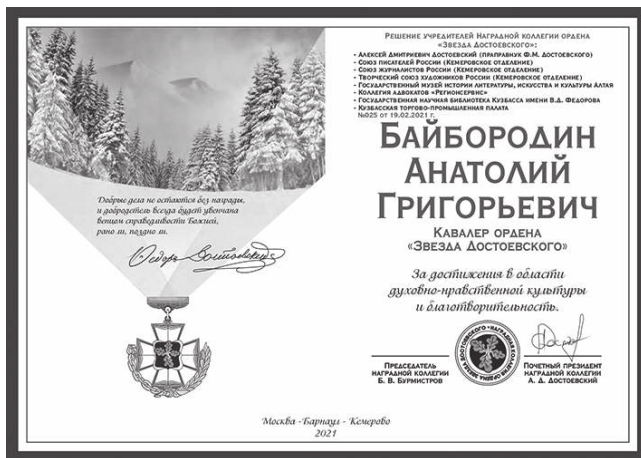 Добрые дела не остаются без награды,
и добродетель всегда будет увенчана
венцом справедливости Божией,
рано ли, поздно ли.
Федоръ Достоевский
Решение учредителей Наградной коллегии ордена
«Звезда Достоевского»:
- Алексей Дмитриевич Достоевский (праправнук Ф.М. Достоевского)
- Союз писателей России (Кемеровское отделение)
- Союз журналистов России (Кемеровское отделение)
- Творческий союз художников России (Кемеровское отделение)
- Государственный музей истории литературы, искусства и культуры Алтая
- Коллегия адвокатов «Регионсервис»
- Государственная научная библиотека Кузбасса имени В.Д. Федорова
- Кузбасская торгово-промышленная палата
№025 от 19.02.2021 г.
Байбородин
Анатолий
Григорьевич
Кавалер ордена
«Звезда Достоевского»
За достижения в области
духовно-нравственной культуры
и благотворительность.
Председатель
наградной коллегии
Б. В. Бурмистров
Почетный президент
наградной коллегии
А. Д. Достоевский
Москва - Барнаул - Кемерово
2021